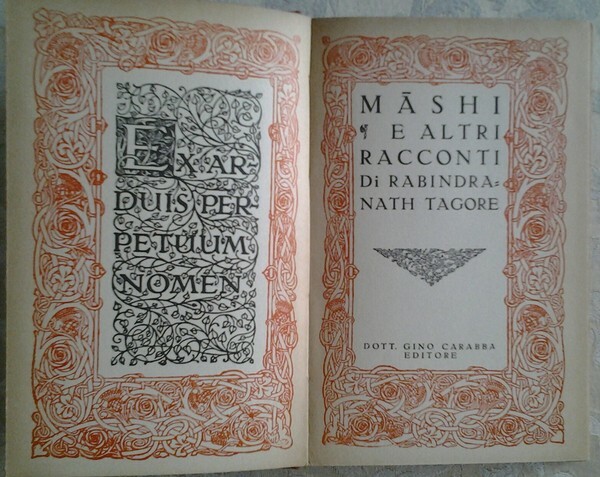 EX AR-
DUIS PER-
PETUUM
NOMEN
MĀSHI
E ALTRI
RACCONTI
Di RABINDRA=
NATH TAGORE
DOTT. GINO CARABBA
EDITORE